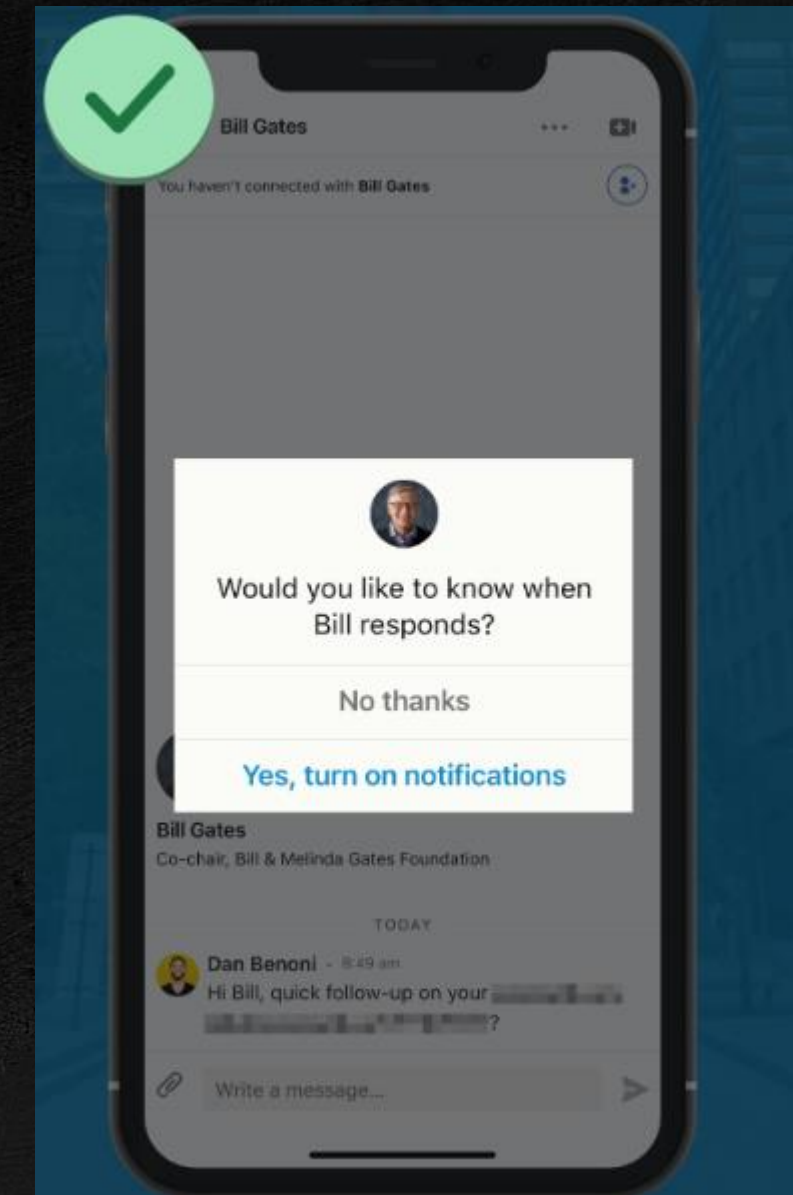 Bill Gates
You haven't connected with Bill Gates
Would you like to know when
Bill responds?
No thanks
Yes, turn on notifications
Bill Gates
Co-chair, Bill & Melinda Gates Foundation
TODAY
Dan Benoni - 8:49 am
Hi Bill, quick follow-up on your
?
Write a message...